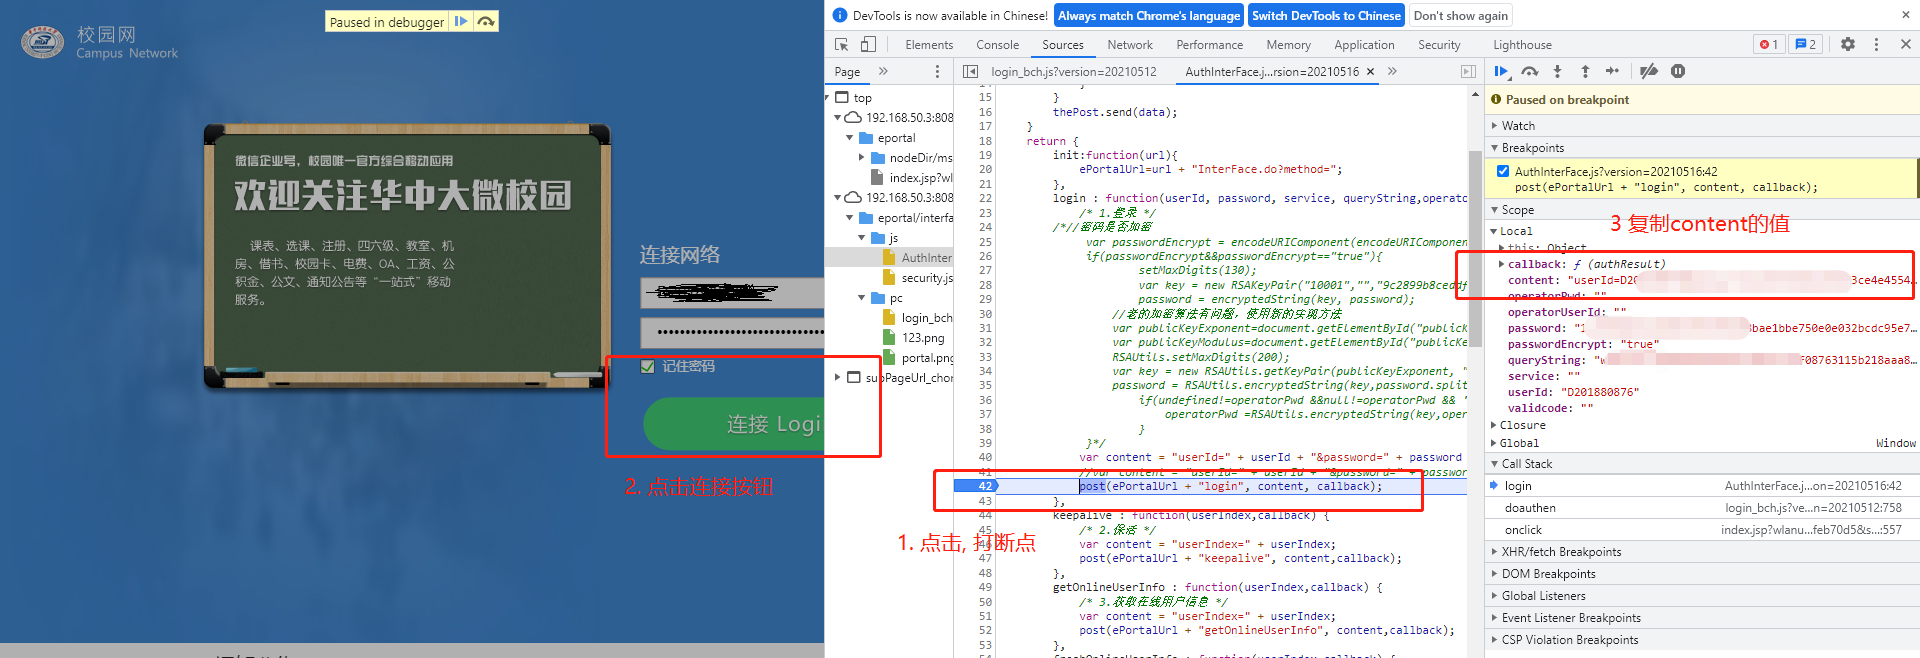 校园网
Campus Network
Paused in debugger
微信企业号，校园唯一官方综合移动应用
欢迎关注华中大微校园
课表、选课、注册、四六级、教室、机
房、借书、校园卡、电费、OA、工资、公
积金、公文、通知公告等“一站式”移动
服务。
连接网络
记住密码
连接 Logi
2. 点击连接按钮
1. 点击, 打断点
3 复制content的值
DevTools is now available in Chinese!
Always match Chrome's language
Switch DevTools to Chinese
Don't show again
Elements
Console
Sources
Network
Performance
Memory
Application
Security
Lighthouse
1
2
Page
login_bch.js?version=20210512
AuthInterFace.j...rsion=20210516
top
192.168.50.3:808
eportal
nodeDir/ms
index.jsp?wl
192.168.50.3:808
eportal/interfa
js
AuthInter
security.js
pc
login_bch
123.png
portal.png
15 }
16 thePost.send(data);
17 }
18 return {
19 init:function(url){
20 ePortalUrl=url + "InterFace.do?method=";
21 },
22 login : function(userId, password, service, queryString,operato
23 /* 1.登录 */
24 /*//密码是否加密
25 var passwordEncrypt = encodeURIComponent(encodeURIComponen
26 if(passwordEncrypt&&passwordEncrypt=="true"){
27 setMaxDigits(130);
28 var key = new RSAKeyPair("10001","","9c2899b8ceddf
29 password = encryptedString(key, password);
30 //老的加密算法有问题，使用新的实现方法
31 var publicKeyExponent=document.getElementById("publicK
32 var publicKeyModulus=document.getElementById("publicKe
33 RSAUtils.setMaxDigits(200);
34 var key = new RSAUtils.getKeyPair(publicKeyExponent, "
35 password = RSAUtils.encryptedString(key,password.split
36 if(undefined!=operatorPwd &&null!=operatorPwd && '
37 operatorPwd =RSAUtils.encryptedString(key,oper
38 }
39 }*/
40 var content = "userId=" + userId + "&password=" + password
41 //var content = "userId=" + userId + "&password=" + passwor
42 post(ePortalUrl + "login", content, callback);
43 },
44 keepalive : function(userIndex,callback) {
45 /* 2.保活 */
46 var content = "userIndex=" + userIndex;
47 post(ePortalUrl + "keepalive", content,callback);
48 },
49 getOnlineUserInfo : function(userIndex,callback) {
50 /* 3.获取在线用户信息 */
51 var content = "userIndex=" + userIndex;
52 post(ePortalUrl + "getOnlineUserInfo", content,callback);
53 },
Paused on breakpoint
Watch
Breakpoints
AuthInterFace.js?version=20210516:42
post(ePortalUrl + "login", content, callback);
Scope
Local
this: Object
callback: ƒ (authResult)
content: "userId=D20 3ce4e4554...
operatorPwd: ""
operatorUserId: ""
password: "1 bae1bbe750e0e032bcdc95e7...
passwordEncrypt: "true"
queryString: "w f08763115b218aaa8...
service: ""
userId: "D201880876"
validcode: ""
Closure
Global Window
Call Stack
login AuthInterFace.j...on=20210516:42
doauthen login_bch.js?ve...n=20210512:758
onclick index.jsp?wlanu...feb70d5&s...:557
XHR/fetch Breakpoints
DOM Breakpoints
Global Listeners
Event Listener Breakpoints
CSP Violation Breakpoints